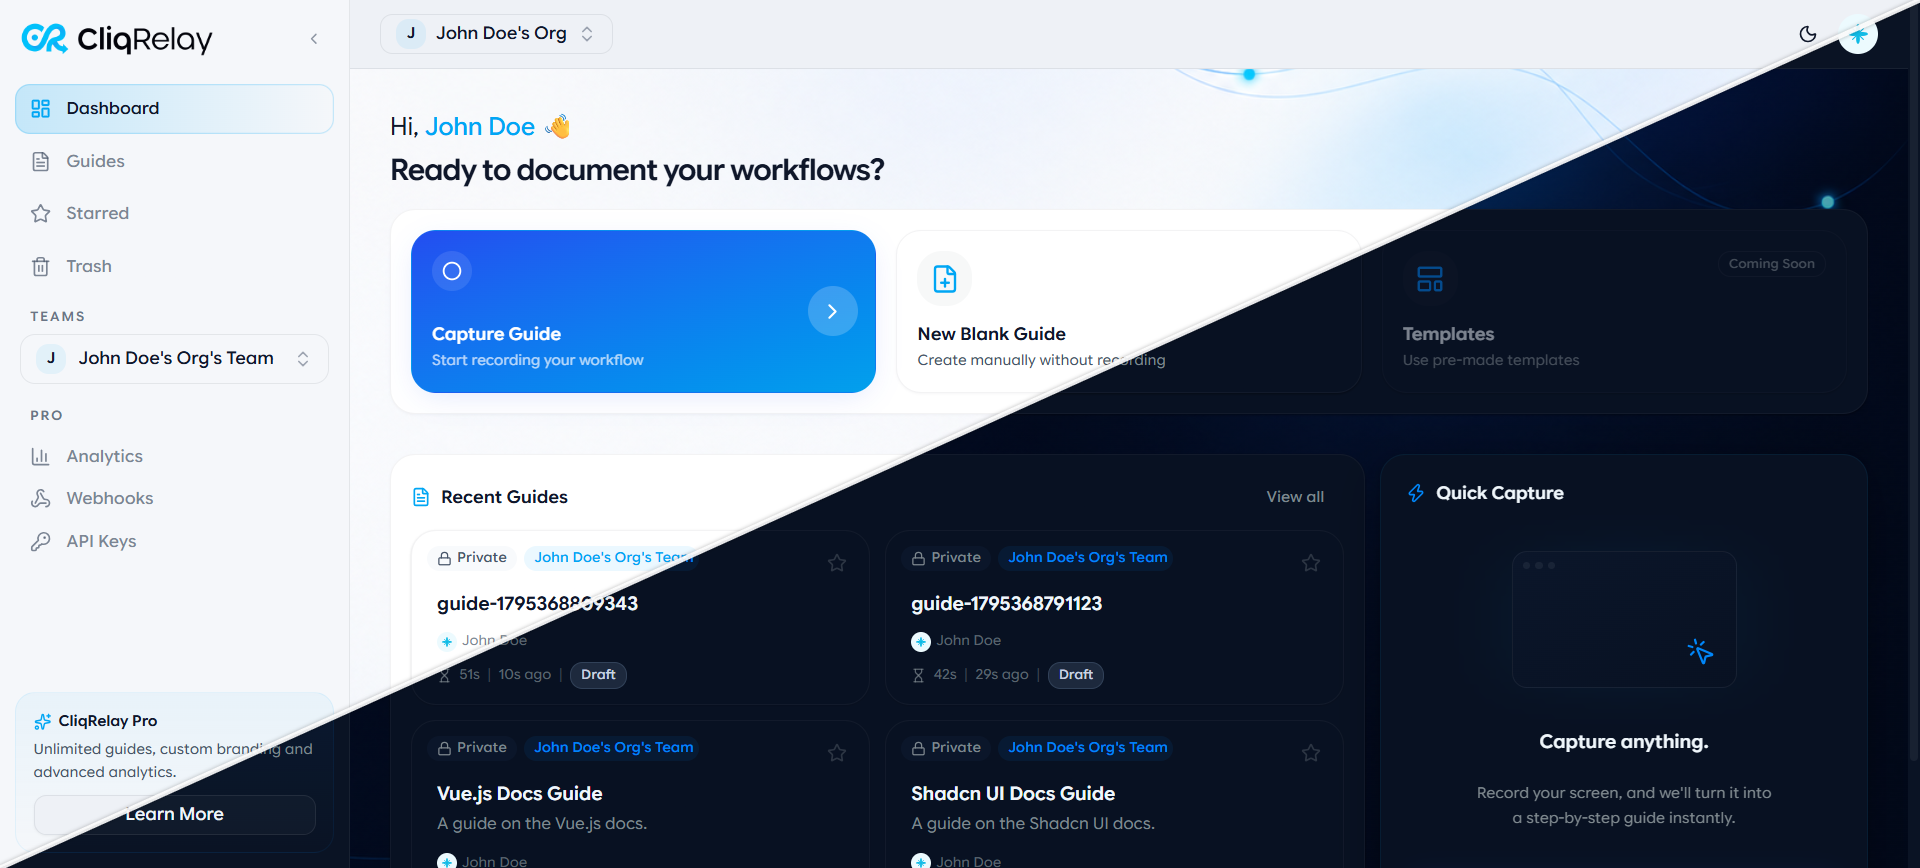 CliqRelay
Dashboard
Guides
Starred
Trash
TEAMS
J John Doe's Org's Team
PRO
Analytics
Webhooks
API Keys
CliqRelay Pro
Unlimited guides, custom branding and
advanced analytics.
Learn More
J John Doe's Org
Hi, John Doe 👋
Ready to document your workflows?
Capture Guide
Start recording your workflow
New Blank Guide
Create manually without recording
Coming Soon
Templates
Use pre-made templates
Recent Guides
View all
Private John Doe's Org's Team
guide-1795368809343
John Doe
51s | 10s ago | Draft
Private John Doe's Org's Team
guide-1795368791123
John Doe
42s | 29s ago | Draft
Private John Doe's Org's Team
Vue.js Docs Guide
A guide on the Vue.js docs.
John Doe
Private John Doe's Org's Team
Shadcn UI Docs Guide
A guide on the Shadcn UI docs.
John Doe
Quick Capture
Capture anything.
Record your screen, and we'll turn it into
a step-by-step guide instantly.